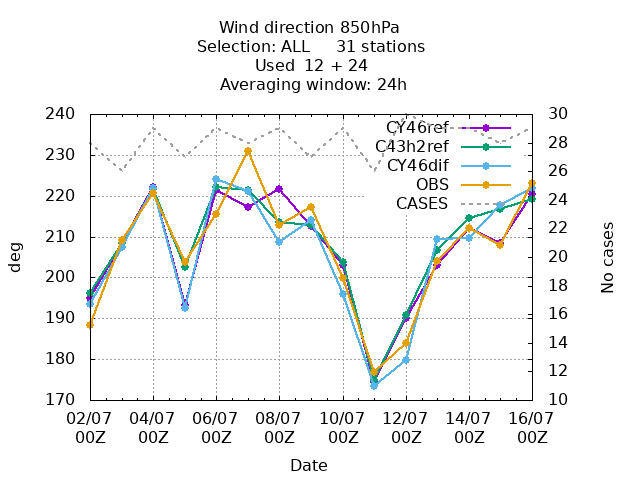 Wind direction 850hPa
Selection: ALL     31 stations
Used  12 + 24
Averaging window: 24h
240
230
220
210
200
190
180
170
deg
30
28
26
24
22
20
18
16
14
12
10
No cases
CY46ref
C43h2ref
CY46dif
OBS
CASES
02/07 04/07 06/07 08/07 10/07 12/07 14/07 16/07
00Z 00Z 00Z 00Z 00Z 00Z 00Z 00Z
Date